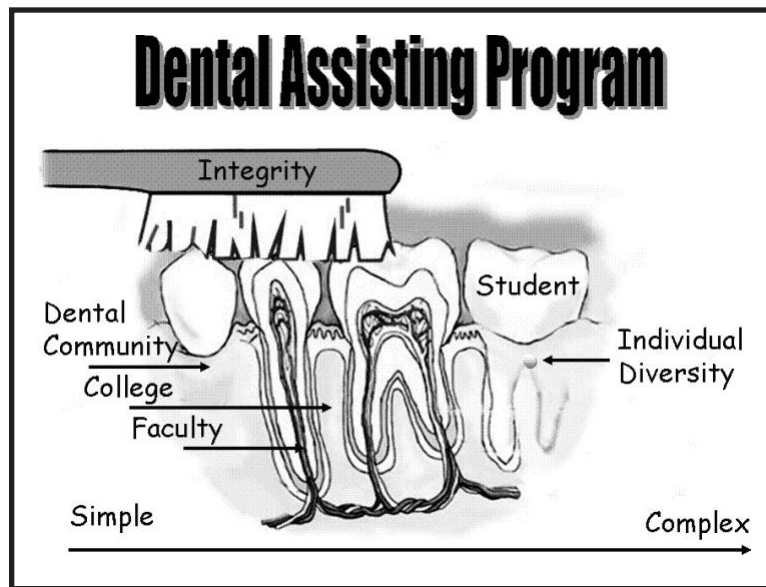 Dental Assisting Program
Integrity
Student
Dental
Community
College
Faculty
Individual
Diversity
Simple
Complex